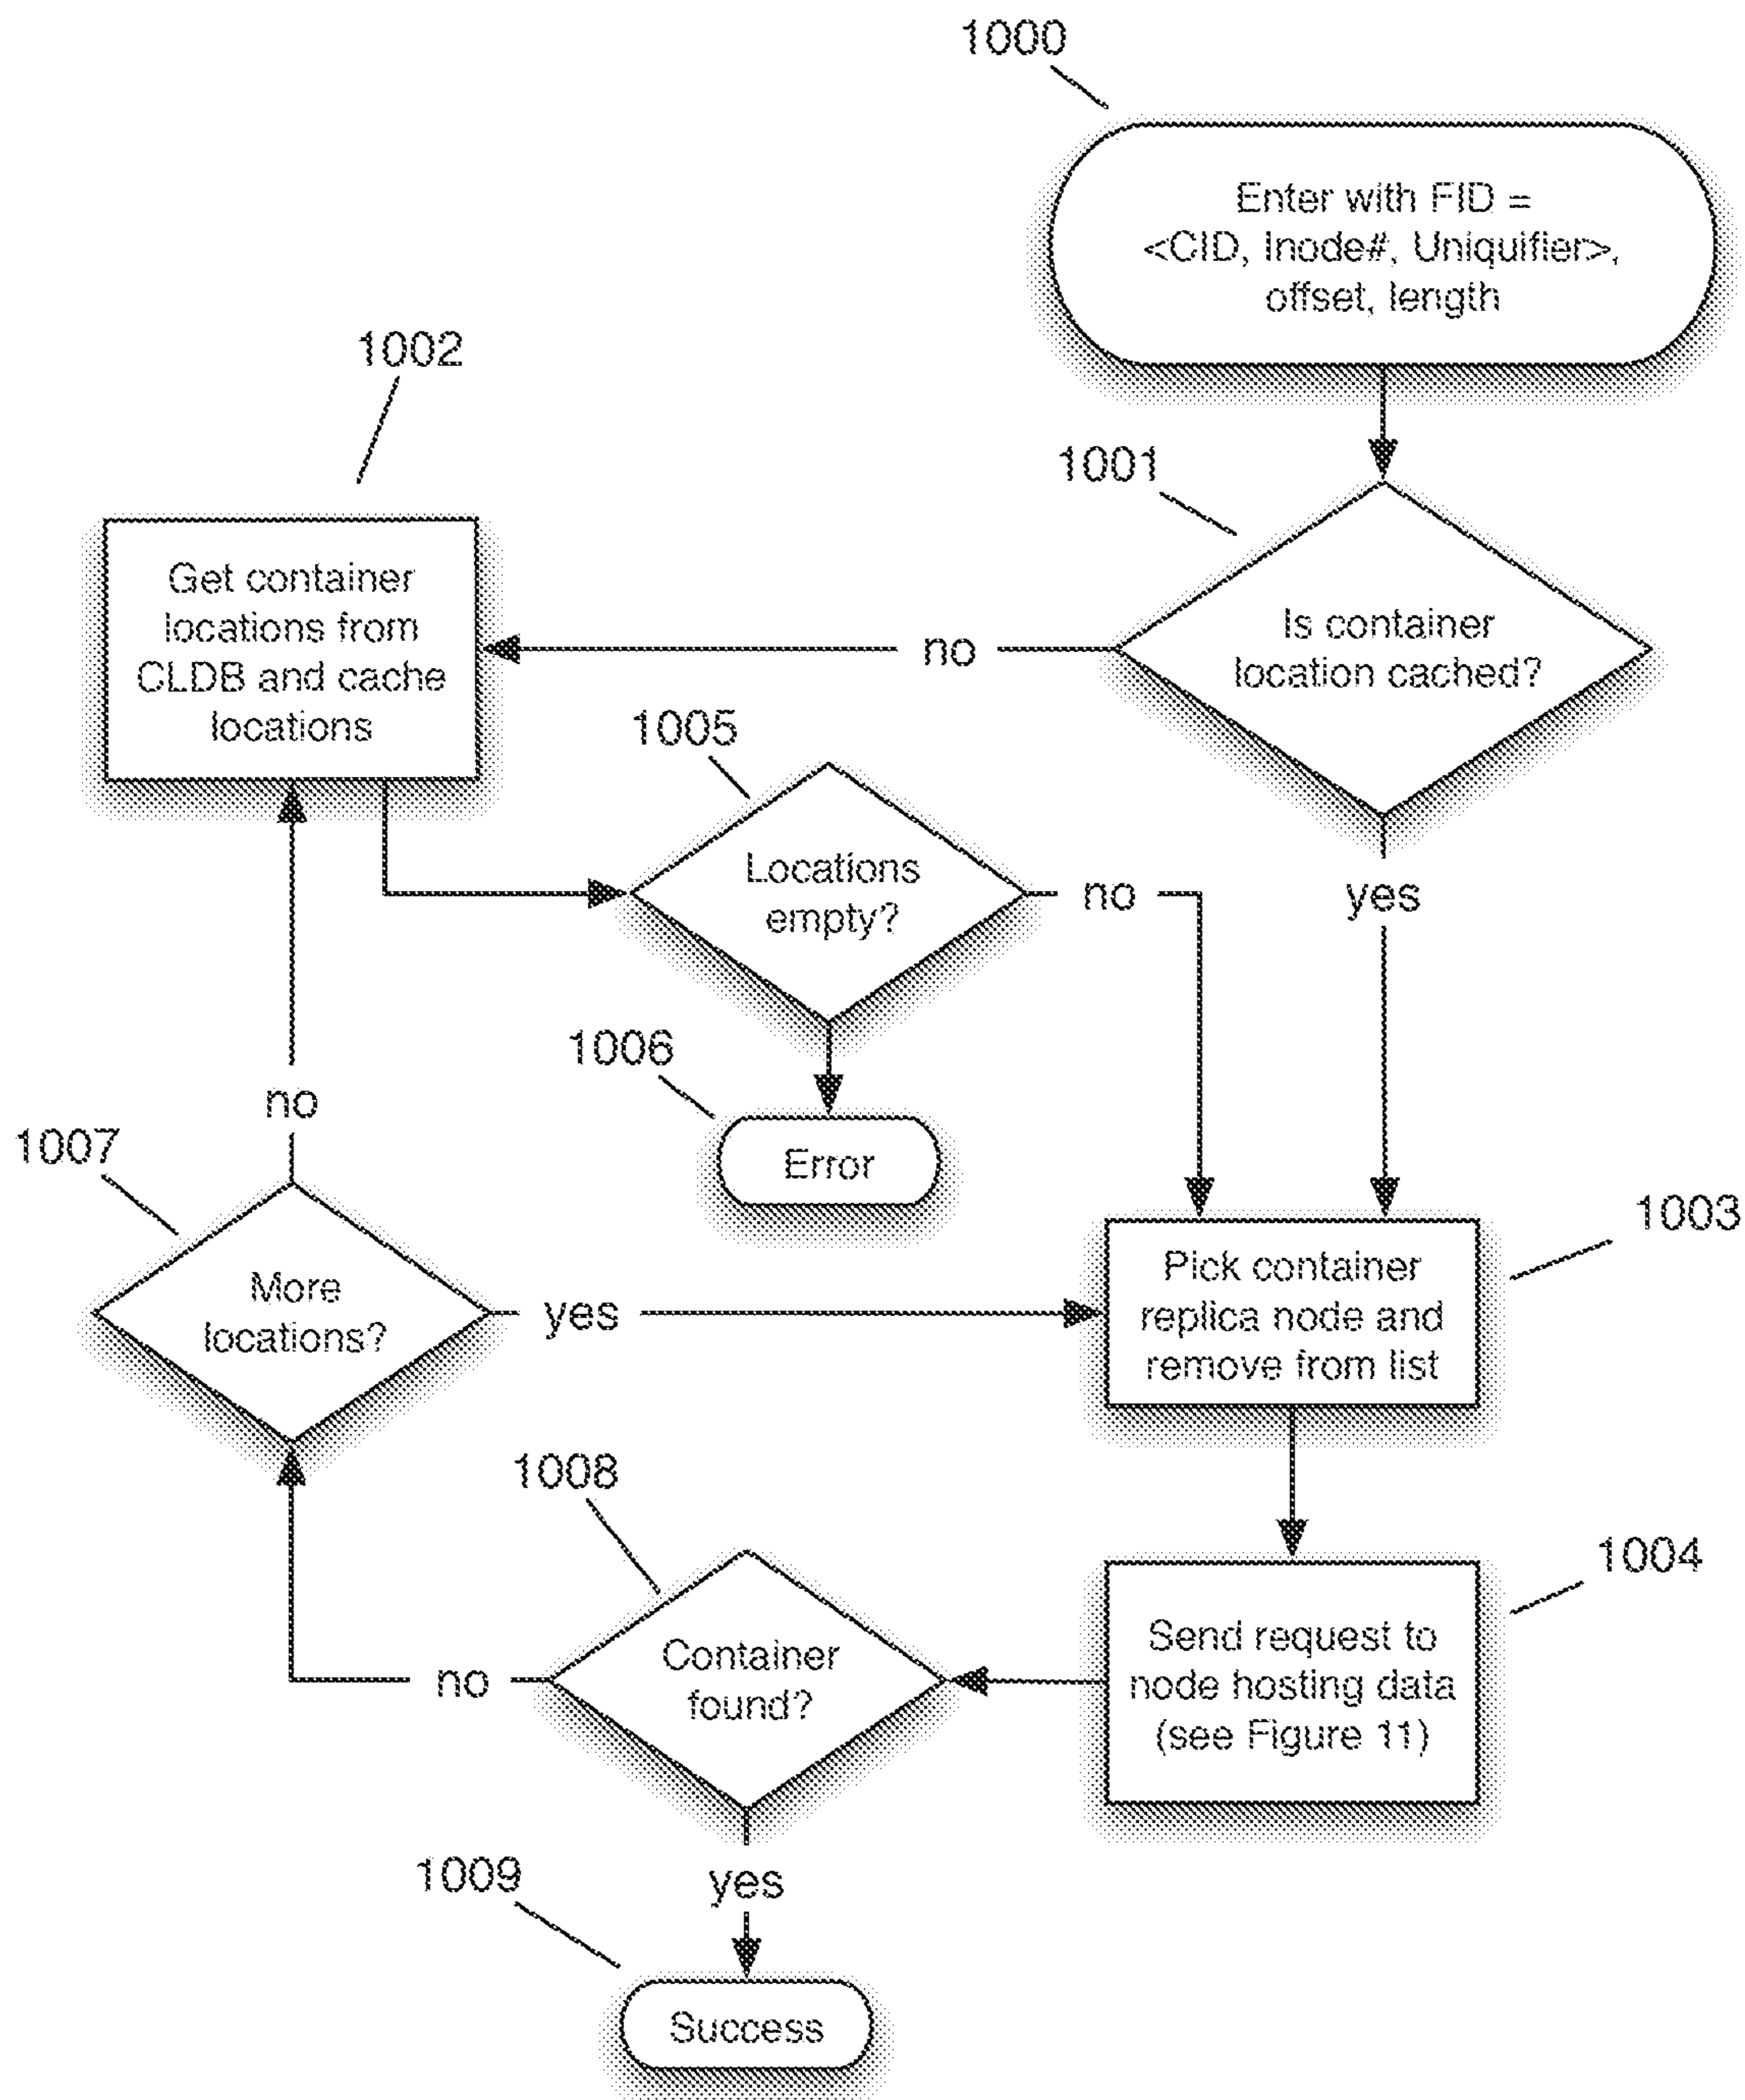 1000
Enter with FID =
<CID, Inode#, Uniquifier>,
offset, length
1002
1001
Get container
locations from
CLDB and cache
locations
no
Is container
location cached?
1005
Locations
empty?
no
yes
1006
Error
no
1007
More
locations?
yes
1003
Pick container
replica node and
remove from list
1008
1004
Container
found?
no
Send request to
node hosting data
(see Figure 11)
1009
yes
Success